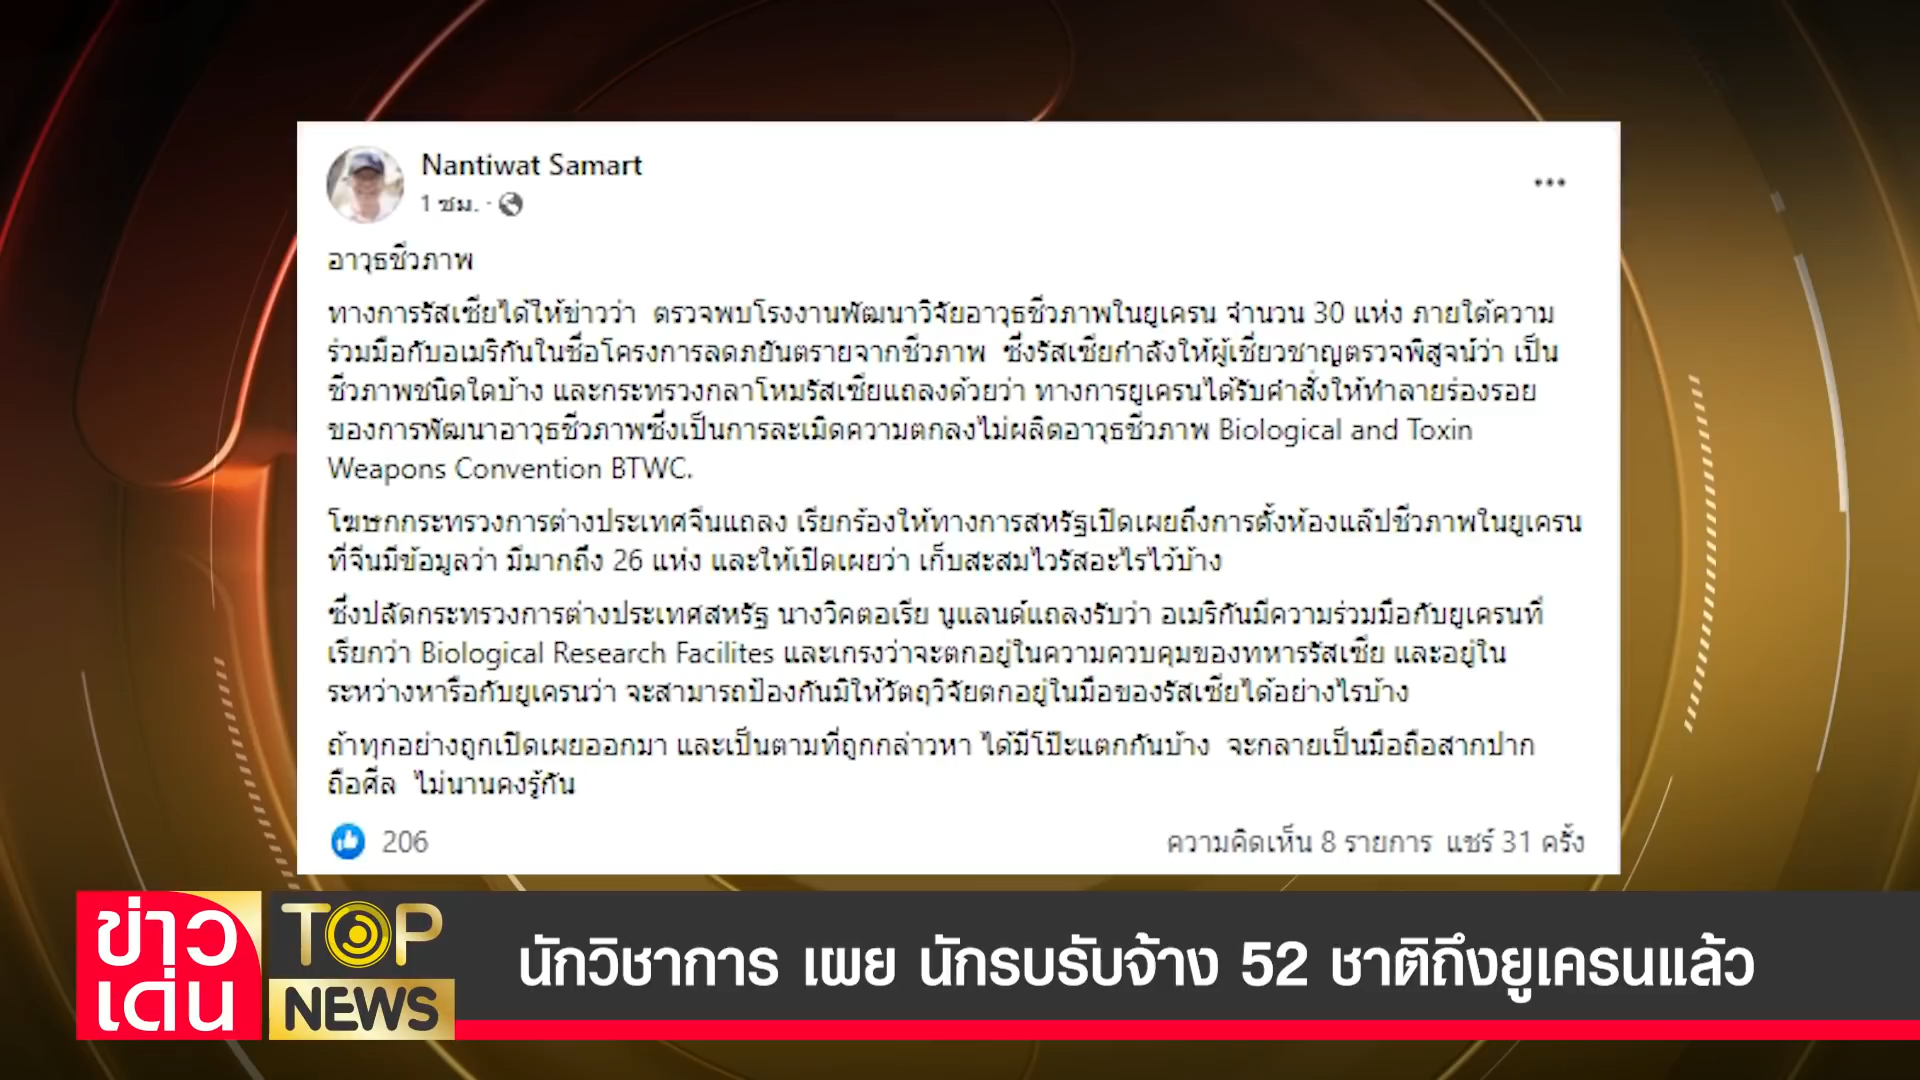 Nantiwat Samart
1 ชม. ·
อาวุธชีวภาพ
ทางการรัสเซียได้ให้ข่าวว่า ตรวจพบโรงงานพัฒนาวิจัยอาวุธชีวภาพในยูเครน จำนวน 30 แห่ง ภายใต้ความ
ร่วมมือกับอเมริกันในชื่อโครงการลดภยันตรายจากชีวภาพ ซึ่งรัสเซียกำลังให้ผู้เชี่ยวชาญตรวจพิสูจน์ว่า เป็น
ชีวภาพชนิดใดบ้าง และกระทรวงกลาโหมรัสเซียแถลงด้วยว่า ทางการยูเครนได้รับคำสั่งให้ทำลายร่องรอย
ของการพัฒนาอาวุธชีวภาพซึ่งเป็นการละเมิดความตกลงไม่ผลิตอาวุธชีวภาพ Biological and Toxin
Weapons Convention BTWC.
โฆษกกระทรวงการต่างประเทศจีนแถลง เรียกร้องให้ทางการสหรัฐเปิดเผยถึงการตั้งห้องแล๊ปชีวภาพในยูเครน
ที่จีนมีข้อมูลว่า มีมากถึง 26 แห่ง และให้เปิดเผยว่า เก็บสะสมไวรัสอะไรไว้บ้าง
ซึ่งปลัดกระทรวงการต่างประเทศสหรัฐ นางวิคตอเรีย นูแลนด์แถลงรับว่า อเมริกันมีความร่วมมือกับยูเครนที่
เรียกว่า Biological Research Facilites และเกรงว่าจะตกอยู่ในความควบคุมของทหารรัสเซีย และอยู่ใน
ระหว่างหารือกับยูเครนว่า จะสามารถป้องกันมิให้วัตถุวิจัยตกอยู่ในมือของรัสเซียได้อย่างไรบ้าง
ถ้าทุกอย่างถูกเปิดเผยออกมา และเป็นตามที่ถูกกล่าวหา ได้มีโป๊ะแตกกันบ้าง จะกลายเป็นมือถือสากปาก
ถือศีล ไม่นานคงรู้กัน
206
ความคิดเห็น 8 รายการ แชร์ 31 ครั้ง
ข่าว
เด่น
TOP
NEWS
นักวิชาการ เผย นักรบรับจ้าง 52 ชาติถึงยูเครนแล้ว